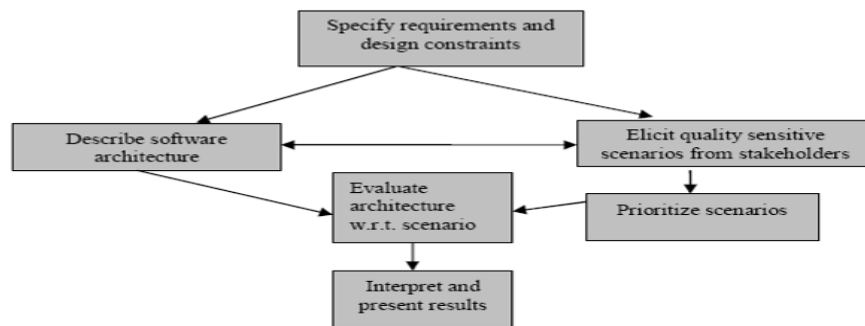 Specify requirements and
design constraints
Describe software
architecture
Elicit quality sensitive
scenarios from stakeholders
Evaluate
architecture
w.r.t. scenario
Prioritize scenarios
Interpret and
present results